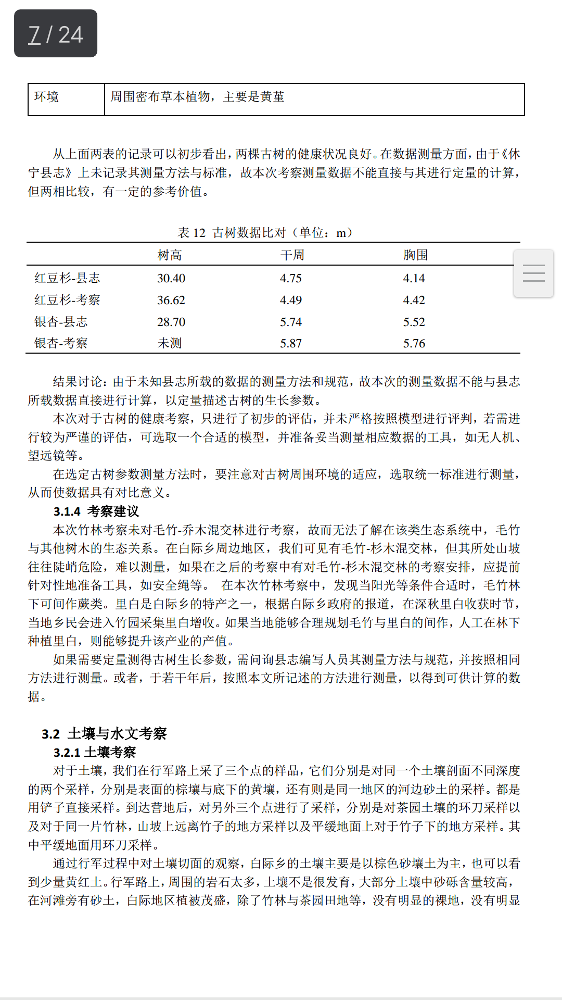 7 / 24
环境 周围密布草本植物，主要是黄堇
从上面两表的记录可以初步看出，两棵古树的健康状况良好。在数据测量方面，由于《休
宁县志》上未记录其测量方法与标准，故本次考察测量数据不能直接与其进行定量的计算，
但两相比较，有一定的参考价值。
表 12 古树数据比对（单位：m）
树高 干周 胸围
红豆杉-县志 30.40 4.75 4.14
红豆杉-考察 36.62 4.49 4.42
银杏-县志 28.70 5.74 5.52
银杏-考察 未测 5.87 5.76
结果讨论：由于未知县志所载的数据的测量方法和规范，故本次的测量数据不能与县志
所载数据直接进行计算，以定量描述古树的生长参数。
本次对于古树的健康考察，只进行了初步的评估，并未严格按照模型进行评判，若需进
行较为严谨的评估，可选取一个合适的模型，并准备妥当测量相应数据的工具，如无人机、
望远镜等。
在选定古树参数测量方法时，要注意对古树周围环境的适应，选取统一标准进行测量，
从而使数据具有对比意义。
3.1.4 考察建议
本次竹林考察未对毛竹-乔木混交林进行考察，故而无法了解在该类生态系统中，毛竹
与其他树木的生态关系。在白际乡周边地区，我们可见有毛竹-杉木混交林，但其所处山坡
往往陡峭危险，难以测量，如果在之后的考察中有对毛竹-杉木混交林的考察安排，应提前
针对性地准备工具，如安全绳等。 在本次竹林考察中，发现当阳光等条件合适时，毛竹林
下可间作蕨类。里白是白际乡的特产之一，根据白际乡政府的报道，在深秋里白收获时节，
当地乡民会进入竹园采集里白增收。如果当地能够合理规划毛竹与里白的间作，人工在林下
种植里白，则能够提升该产业的产值。
如果需要定量测得古树生长参数，需问询县志编写人员其测量方法与规范，并按照相同
方法进行测量。或者，于若干年后，按照本文所记述的方法进行测量，以得到可供计算的数
据。
3.2 土壤与水文考察
3.2.1 土壤考察
对于土壤，我们在行军路上采了三个点的样品，它们分别是对同一个土壤剖面不同深度
的两个采样，分别是表面的棕壤与底下的黄壤，还有则是同一地区的河边砂土的采样。都是
用铲子直接采样。到达营地后，对另外三个点进行了采样，分别是对茶园土壤的环刀采样以
及对于同一片竹林，山坡上远离竹子的地方采样以及平缓地面上对于竹子下的地方采样。其
中平缓地面用环刀采样。
通过行军过程中对土壤切面的观察，白际乡的土壤主要是以棕色砂壤土为主，也可以看
到少量黄红土。行军路上，周围的岩石太多，土壤不是很发育，大部分土壤中砂砾含量较高，
在河滩旁有砂土，白际地区植被茂盛，除了竹林与茶园田地等，没有明显的裸地，没有明显